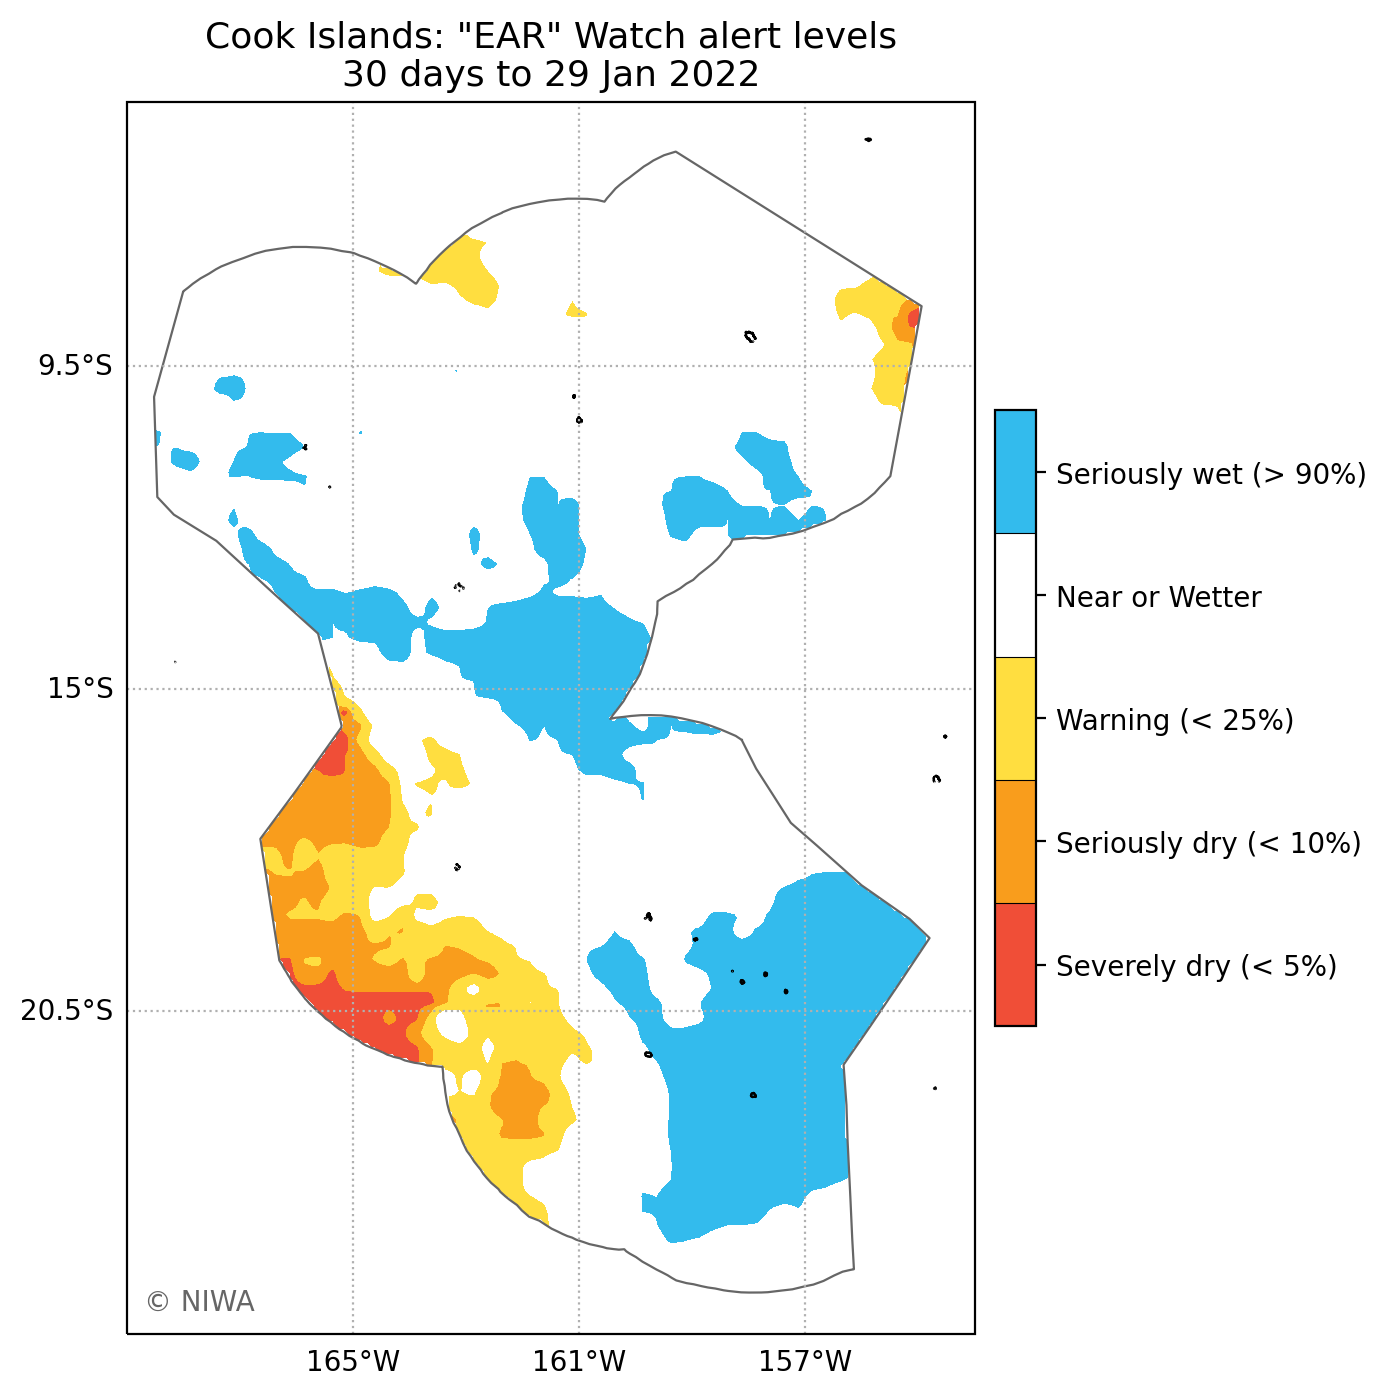 Cook Islands: "EAR" Watch alert levels
30 days to 29 Jan 2022
9.5°S
15°S
20.5°S
165°W
161°W
157°W
Seriously wet (> 90%)
Near or Wetter
Warning (< 25%)
Seriously dry (< 10%)
Severely dry (< 5%)
© NIWA